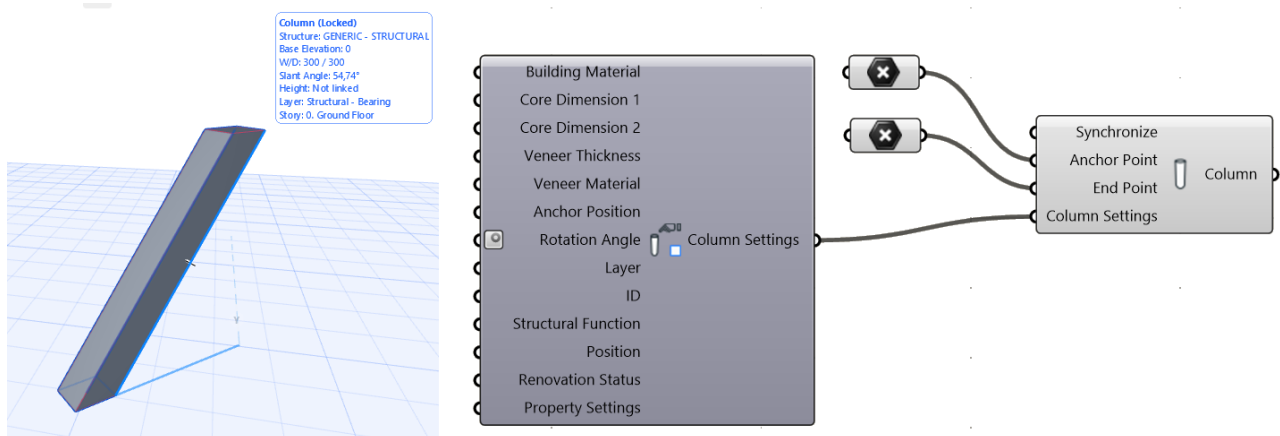 Column (Locked)
Structure: GENERIC - STRUCTURAL
Base Elevation: 0
W/D: 300 / 300
Slant Angle: 54,74°
Height: Not linked
Layer: Structural - Bearing
Story: 0. Ground Floor
Building Material
Core Dimension 1
Core Dimension 2
Veneer Thickness
Veneer Material
Anchor Position
Rotation Angle
Layer
ID
Structural Function
Position
Renovation Status
Property Settings
Column Settings
Synchronize
Anchor Point
End Point
Column Settings
Column